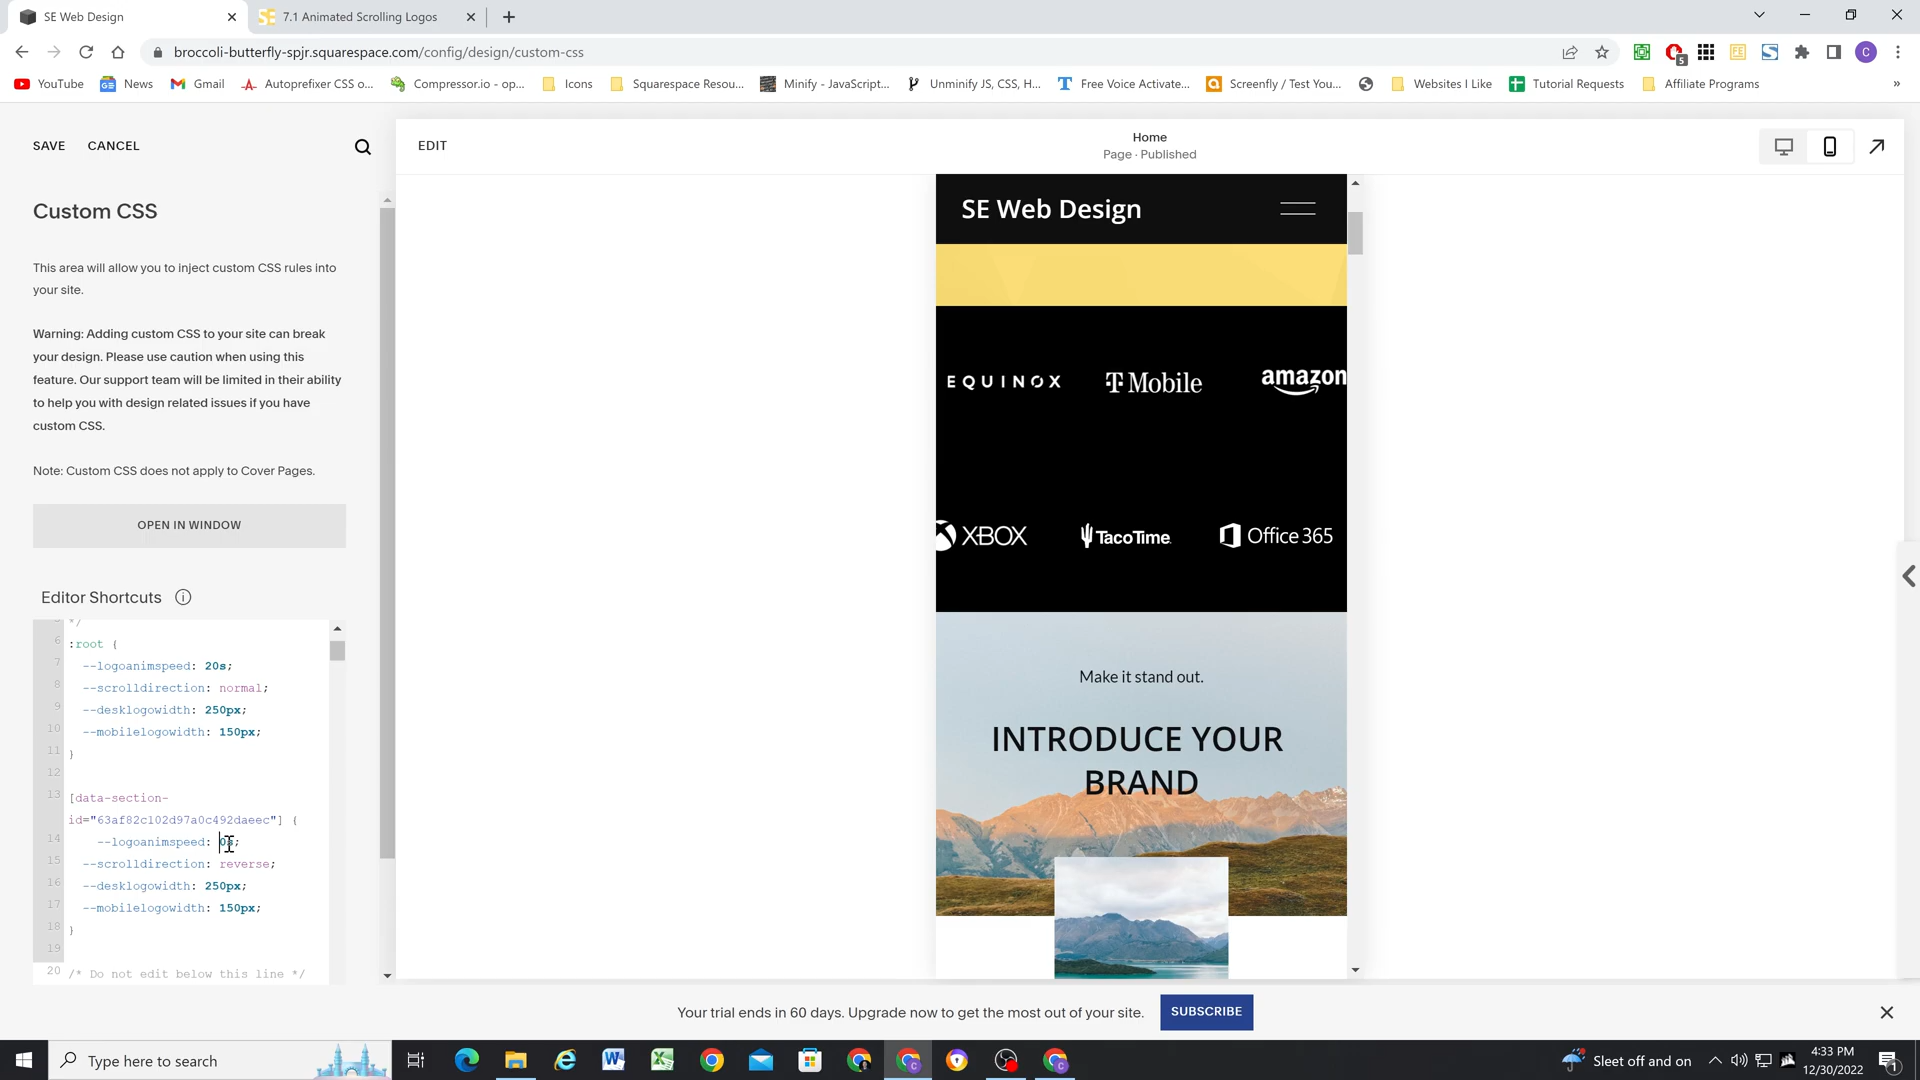 SE Web Design
7.1 Animated Scrolling Logos
broccoli-butterfly-spjr.squarespace.com/config/design/custom-css
YouTube
News
Gmail
Autoprefixer CSS o...
Compressor.io - op...
Icons
Squarespace Resou...
Minify - JavaScript...
Unminify JS, CSS, H...
Free Voice Activate...
Screenfly / Test You...
Websites I Like
Tutorial Requests
Affiliate Programs
»
SAVE
CANCEL
EDIT
Home
Page · Published
Custom CSS
This area will allow you to inject custom CSS rules into
your site.
Warning: Adding custom CSS to your site can break
your design. Please use caution when using this
feature. Our support team will be limited in their ability
to help you with design related issues if you have
custom CSS.
Note: Custom CSS does not apply to Cover Pages.
OPEN IN WINDOW
Editor Shortcuts
5 */
6 :root {
7 --logoanimspeed: 20s;
8 --scrolldirection: normal;
9 --desklogowidth: 250px;
10 --mobilelogowidth: 150px;
11 }
12
13 [data-section-
id="63af82c102d97a0c492daeec"] {
14 --logoanimspeed: 0s;
15 --scrolldirection: reverse;
16 --desklogowidth: 250px;
17 --mobilelogowidth: 150px;
18 }
19
20 /* Do not edit below this line */
SE Web Design
EQUINOX
T Mobile
amazon
XBOX
TacoTime
Office 365
Make it stand out.
INTRODUCE YOUR
BRAND
Your trial ends in 60 days. Upgrade now to get the most out of your site.
SUBSCRIBE
Type here to search
Sleet off and on
4:33 PM
12/30/2022